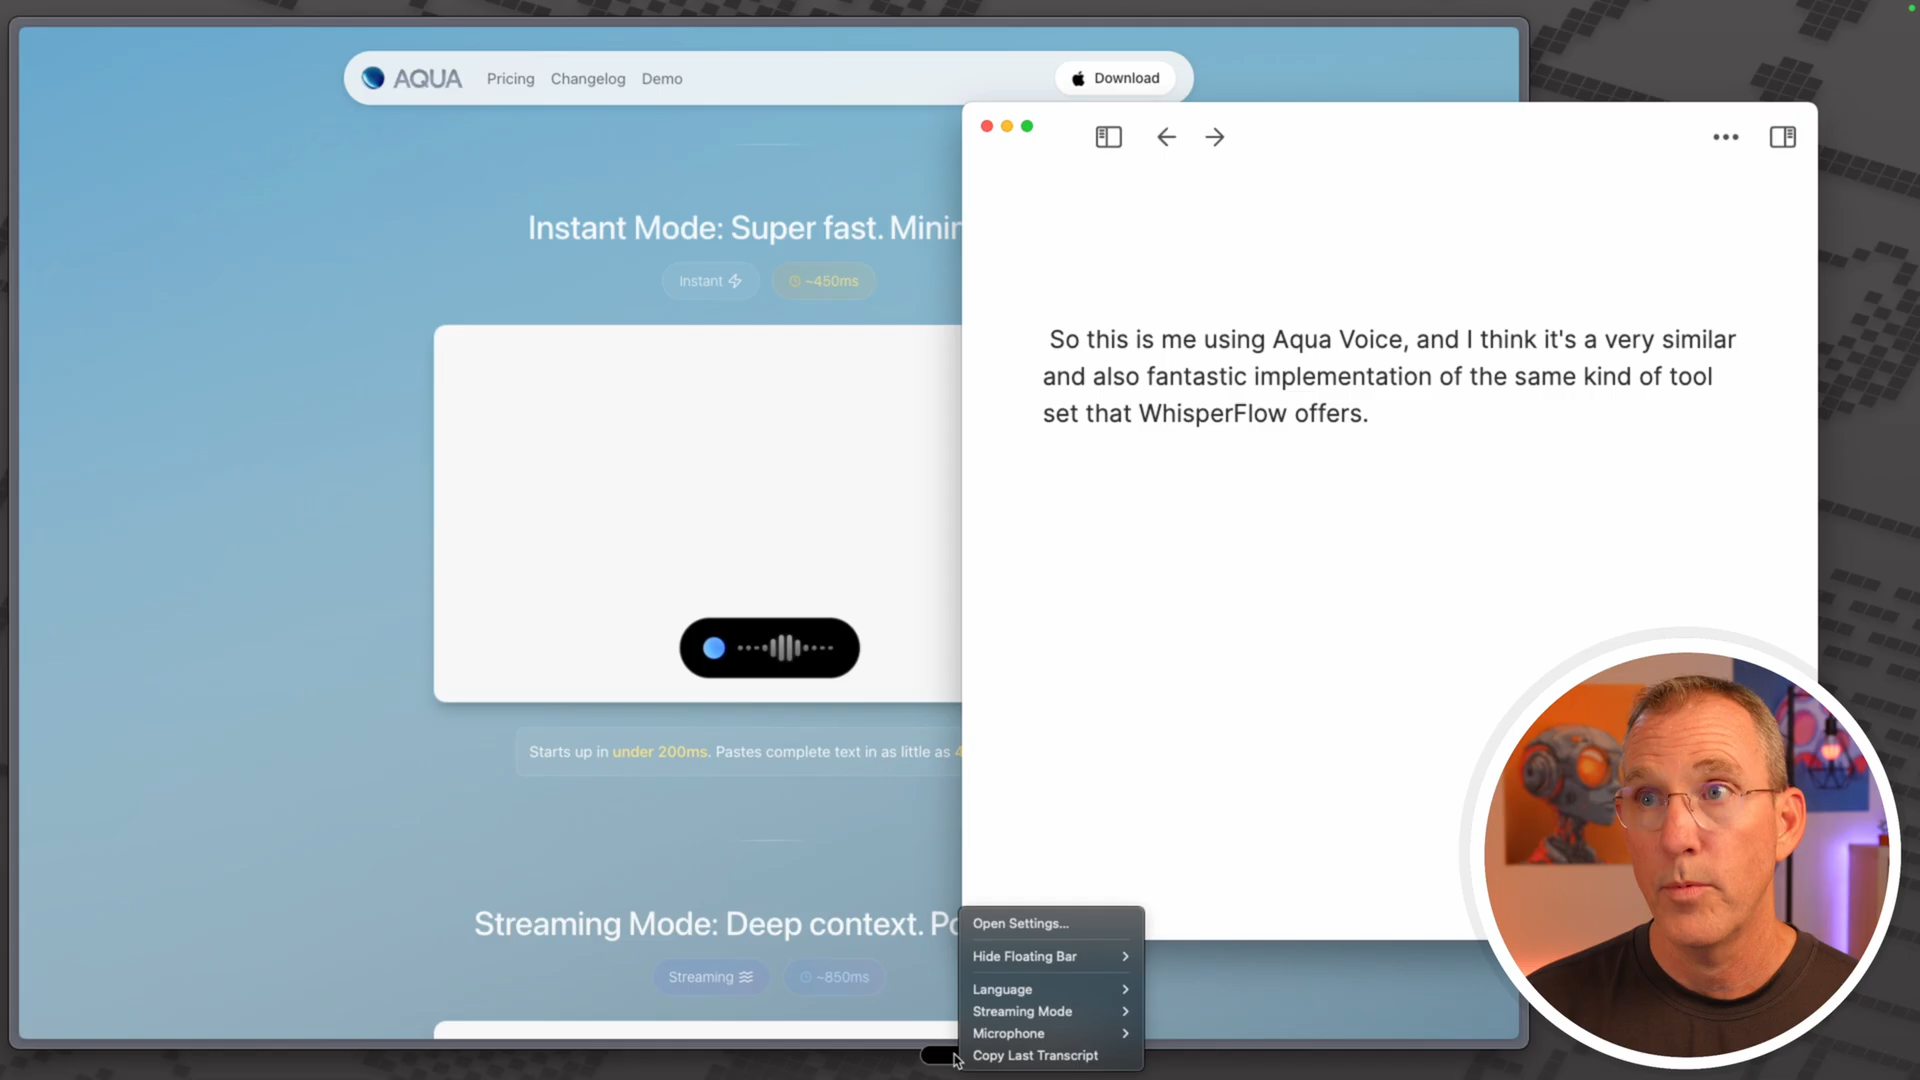 AQUA Pricing Changelog Demo Download
Instant Mode: Super fast.
Instant ~450ms
So this is me using Aqua Voice, and I think it's a very similar
and also fantastic implementation of the same kind of tool
set that WhisperFlow offers.
Starts up in under 200ms. Pastes complete text in as little as
Streaming Mode: Deep context.
Streaming ~850ms
Open Settings...
Hide Floating Bar
Language
Streaming Mode
Microphone
Copy Last Transcript